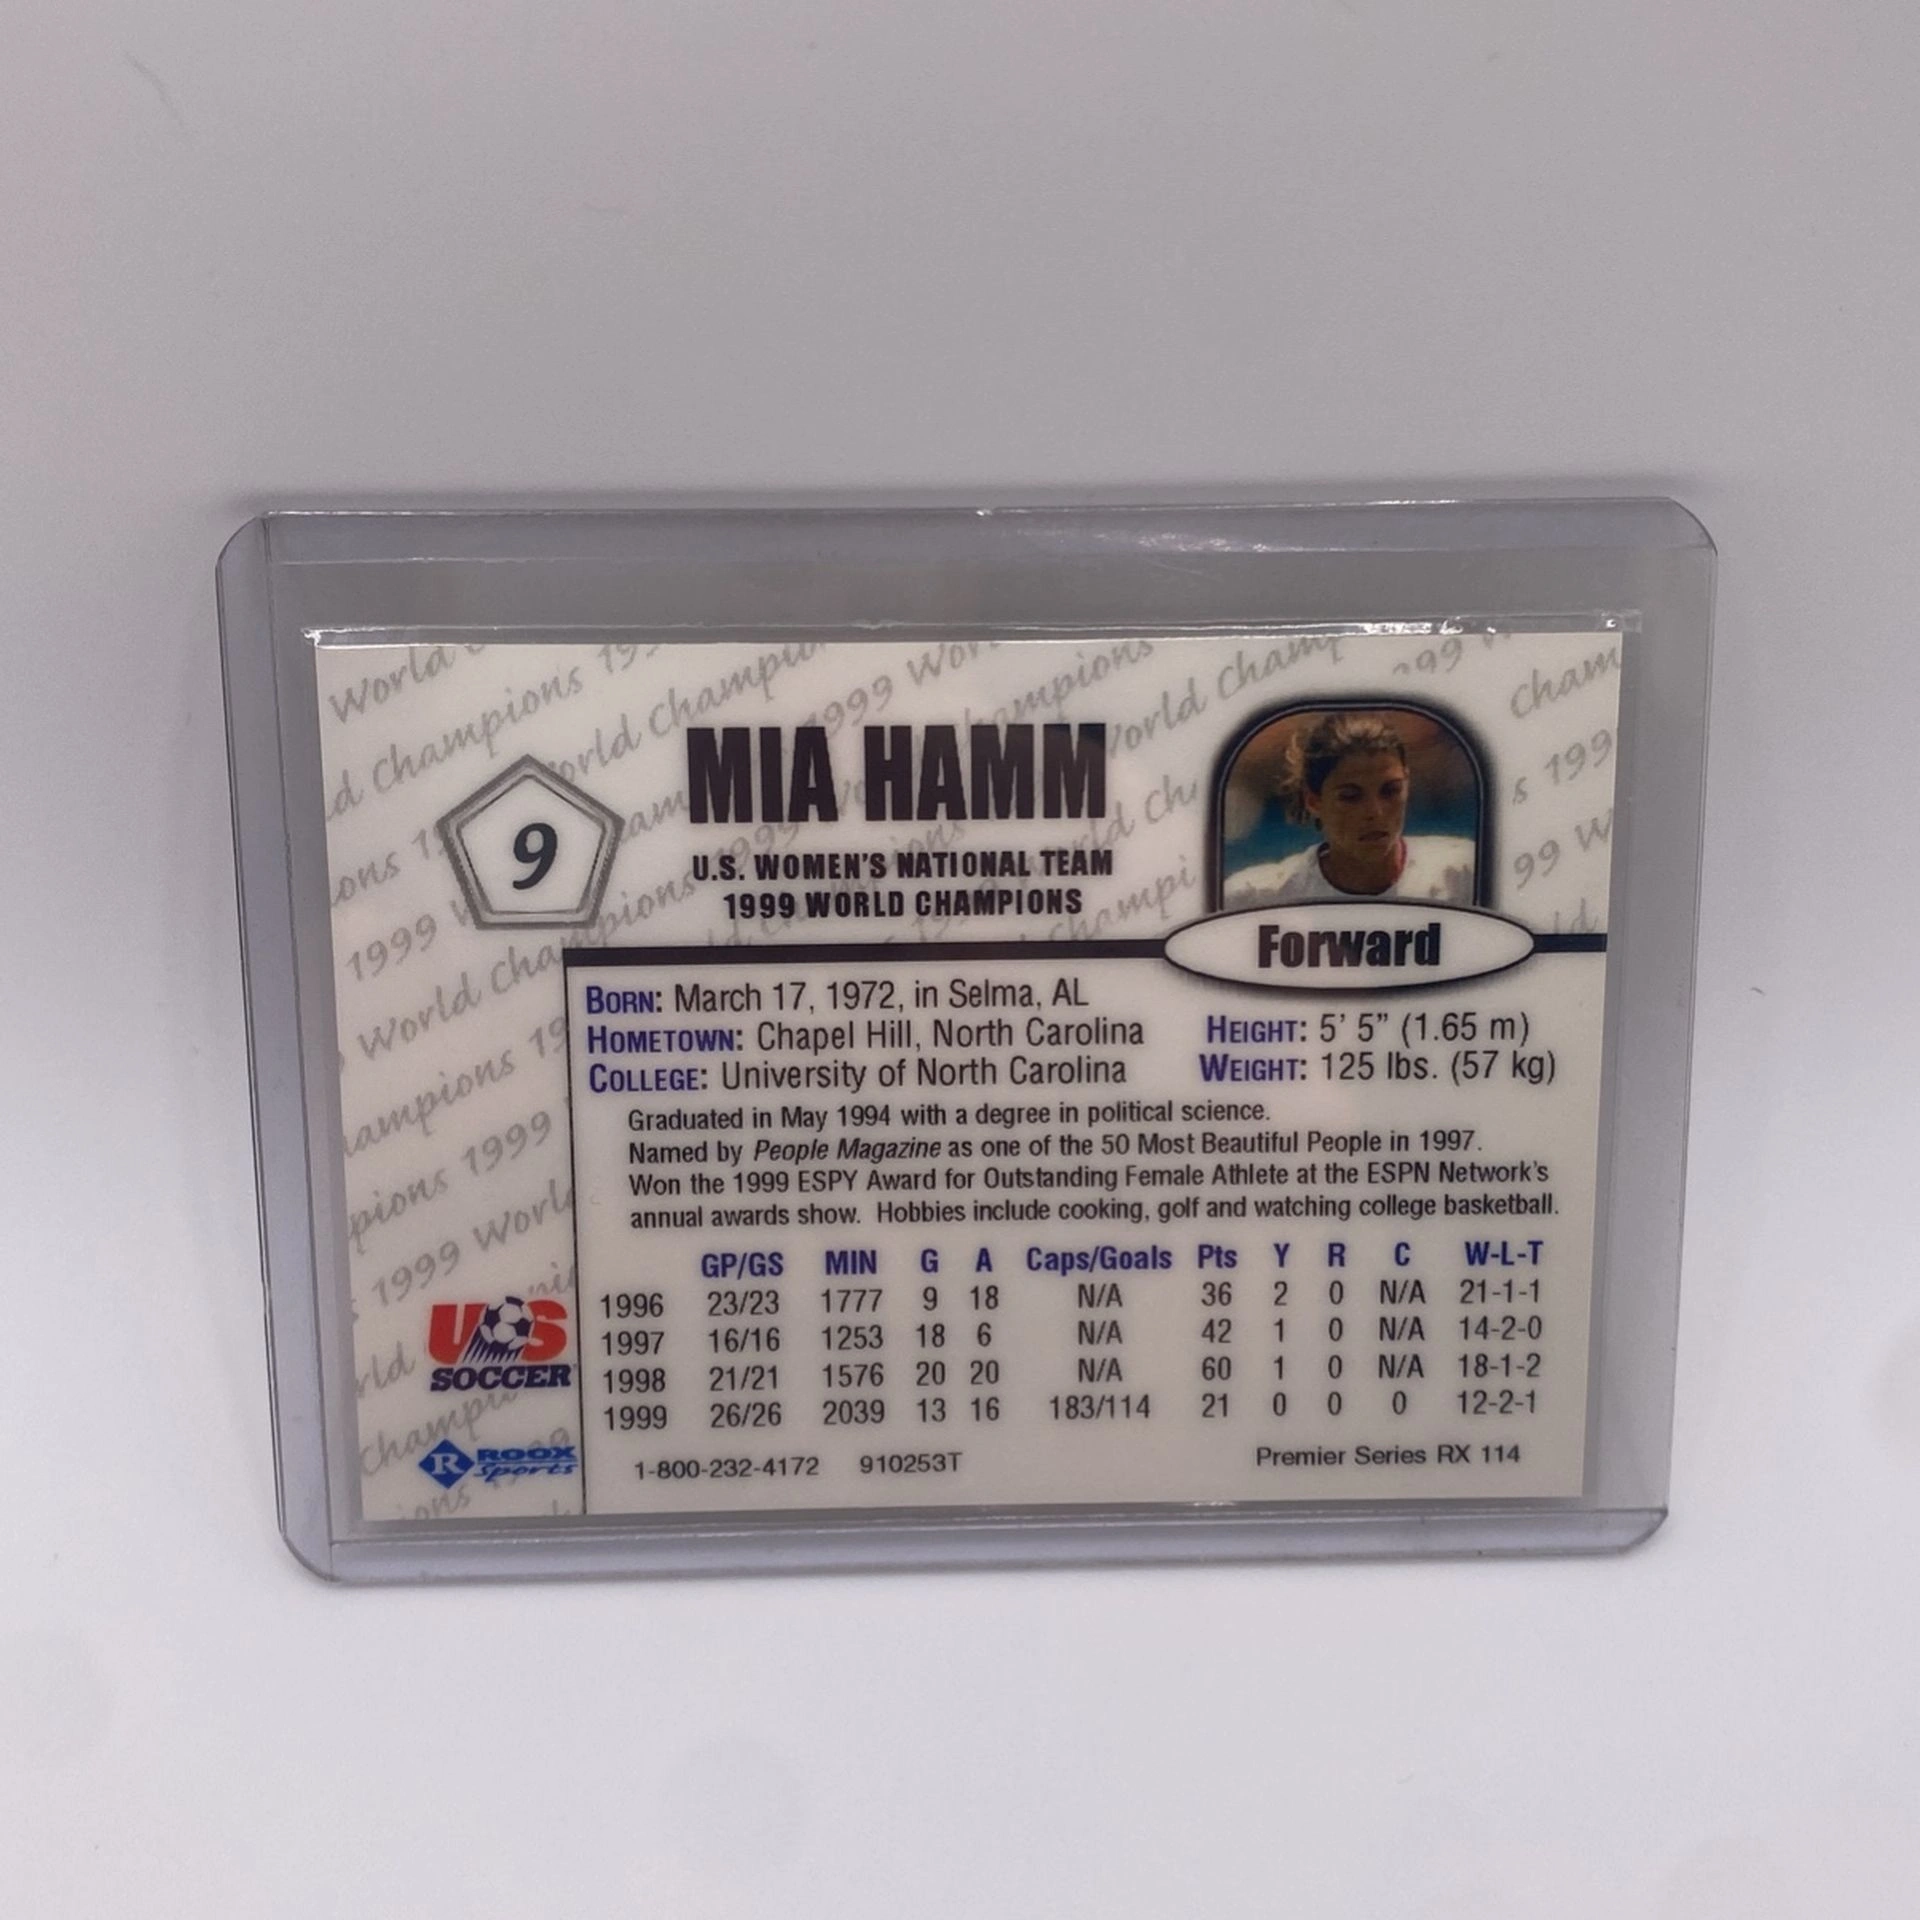 9
MIA HAMM
U.S. WOMEN'S NATIONAL TEAM
1999 WORLD CHAMPIONS
Forward
BORN: March 17, 1972, in Selma, AL
HOMETOWN: Chapel Hill, North Carolina
COLLEGE: University of North Carolina
HEIGHT: 5' 5" (1.65 m)
WEIGHT: 125 lbs. (57 kg)
Graduated in May 1994 with a degree in political science.
Named by People Magazine as one of the 50 Most Beautiful People in 1997.
Won the 1999 ESPY Award for Outstanding Female Athlete at the ESPN Network's
annual awards show. Hobbies include cooking, golf and watching college basketball.
GP/GS MIN G A Caps/Goals Pts Y R C W-L-T
1996 23/23 1777 9 18 N/A 36 2 0 N/A 21-1-1
1997 16/16 1253 18 6 N/A 42 1 0 N/A 14-2-0
1998 21/21 1576 20 20 N/A 60 1 0 N/A 18-1-2
1999 26/26 2039 13 16 183/114 21 0 0 0 12-2-1
US
SOCCER
R ROOX
Sports
1-800-232-4172 910253T Premier Series RX 114